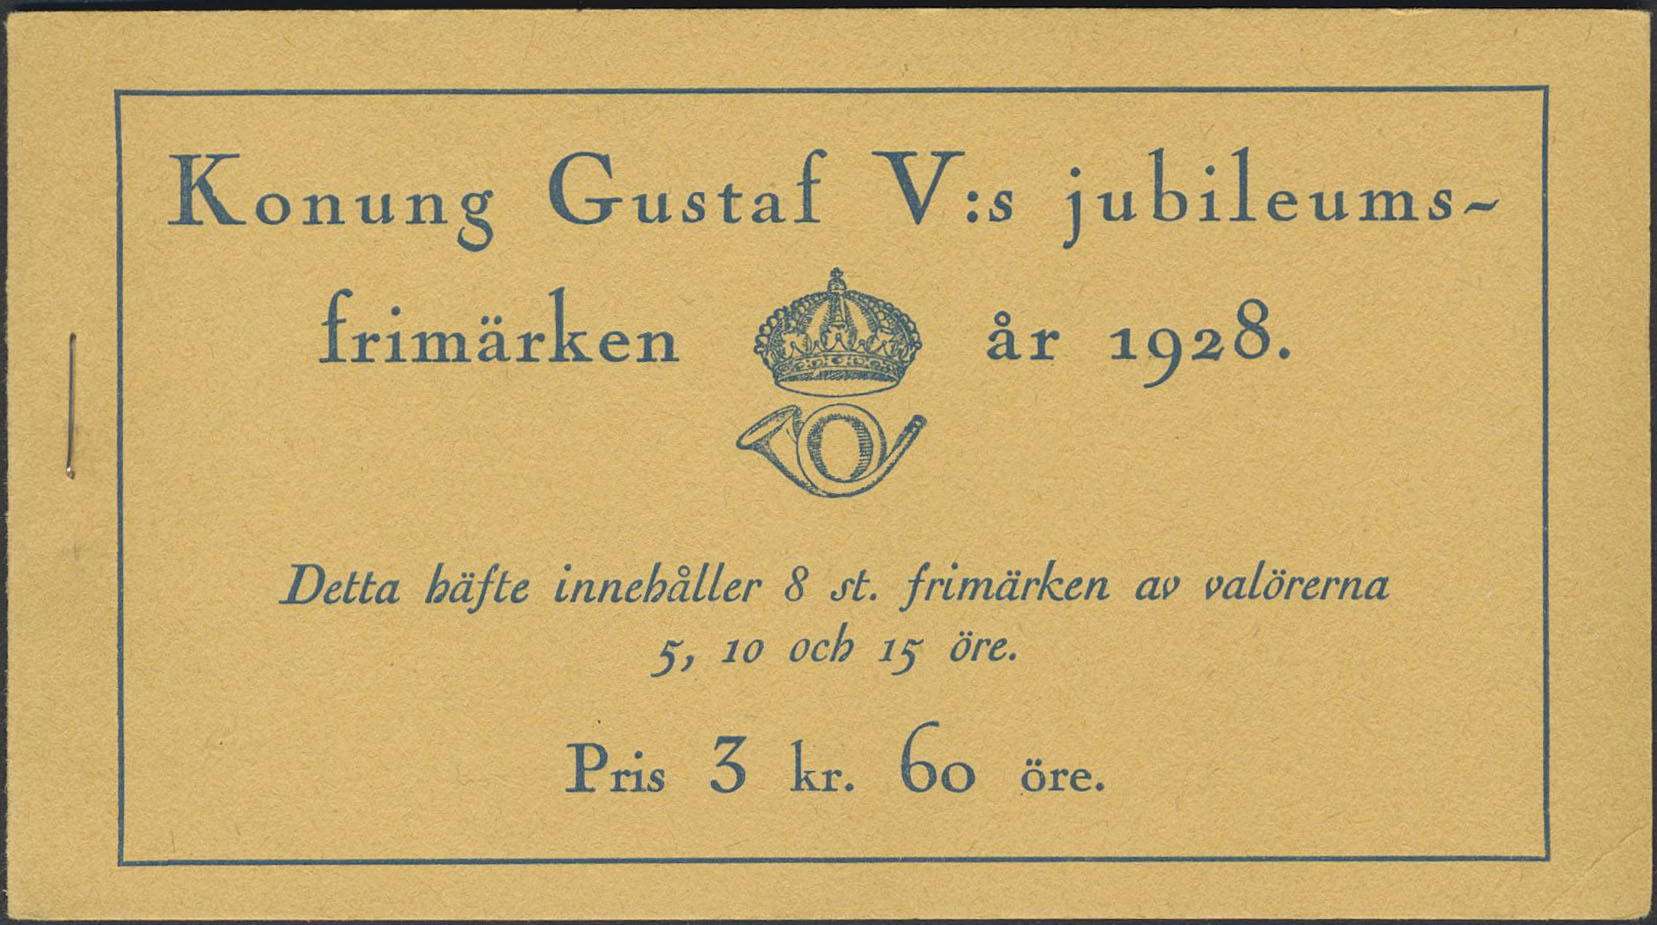 Konung Gustaf V:s jubileums-
frimärken år 1928.
Detta häfte innehåller 8 st. frimärken av valörerna
5, 10 och 15 öre.
Pris 3 kr. 60 öre.